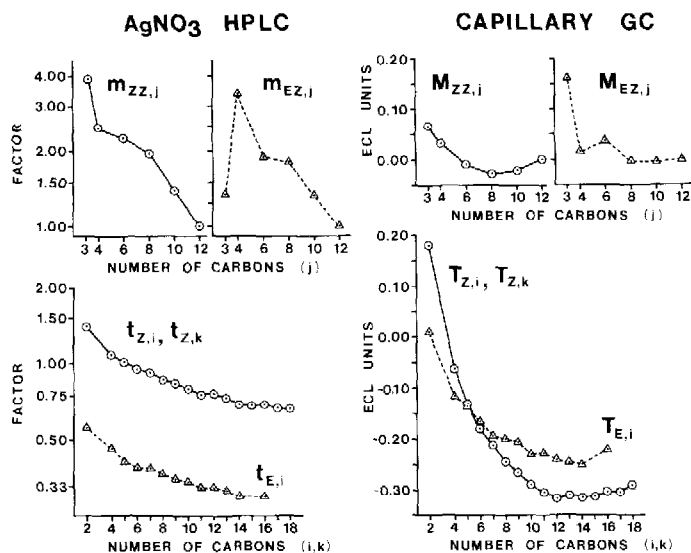 AgNO3 HPLC
CAPILLARY GC
FACTOR
4.00
3.00
2.00
1.50
1.00
mZZ,j
mEZ,j
3 4 6 8 10 12
3 4 6 8 10 12
NUMBER OF CARBONS (j)
ECL UNITS
0.20
0.10
0.00
MZZ,j
MEZ,j
3 4 6 8 10 12
3 4 6 8 10 12
NUMBER OF CARBONS (j)
FACTOR
2.00
1.50
1.00
0.75
0.50
0.33
tZ,i, tZ,k
tE,i
2 4 6 8 10 12 14 16 18
NUMBER OF CARBONS (i,k)
ECL UNITS
0.20
0.10
0.00
-0.10
-0.20
-0.30
TZ,i, TZ,k
TE,i
2 4 6 8 10 12 14 16 18
NUMBER OF CARBONS (i,k)